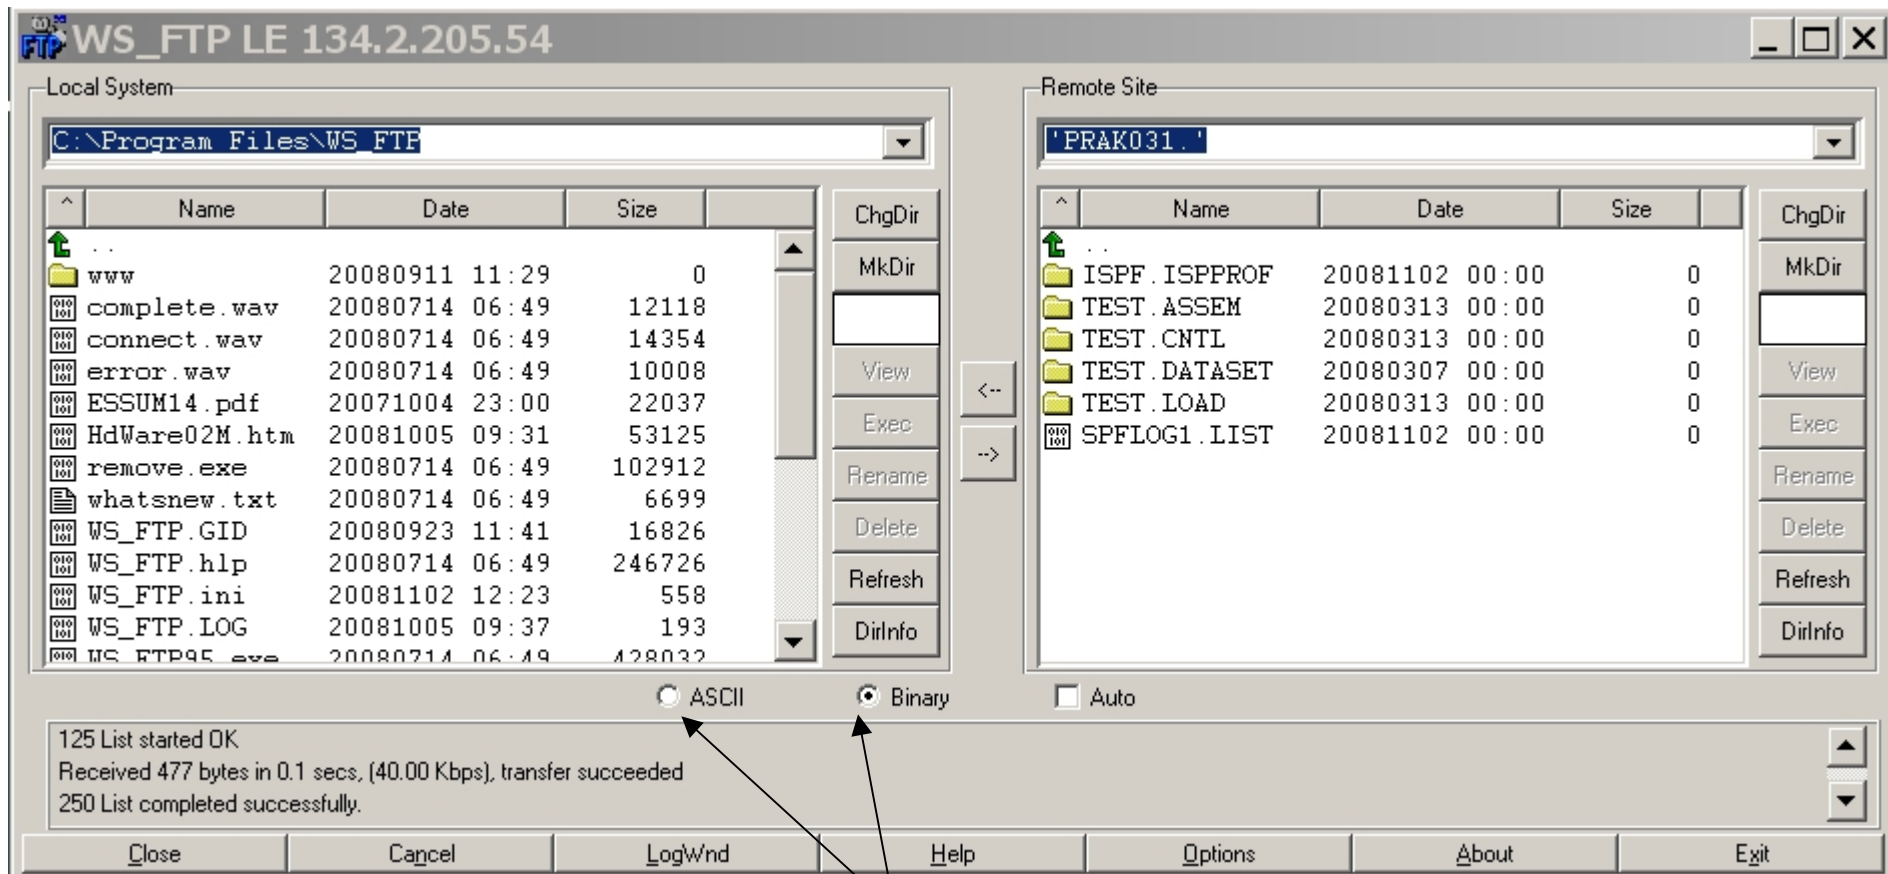 WS_FTP LE 134.2.205.54
Local System
C:\Program Files\WS_FTP
^ Name Date Size
..
www 20080911 11:29 0
complete.wav 20080714 06:49 12118
connect.wav 20080714 06:49 14354
error.wav 20080714 06:49 10008
ESSUM14.pdf 20071004 23:00 22037
HdWare02M.htm 20081005 09:31 53125
remove.exe 20080714 06:49 102912
whatsnew.txt 20080714 06:49 6699
WS_FTP.GID 20080923 11:41 16826
WS_FTP.hlp 20080714 06:49 246726
WS_FTP.ini 20081102 12:23 558
WS_FTP.LOG 20081005 09:37 193
WS_FTP95.exe 20080714 06:49 428032
ChgDir
MkDir
View
Exec
Rename
Delete
Refresh
DirInfo
<--
-->
Remote Site
'PRAK031.'
^ Name Date Size
..
ISPF.ISPPROF 20081102 00:00 0
TEST.ASSEM 20080313 00:00 0
TEST.CNTL 20080313 00:00 0
TEST.DATASET 20080307 00:00 0
TEST.LOAD 20080313 00:00 0
SPFLOG1.LIST 20081102 00:00 0
ChgDir
MkDir
View
Exec
Rename
Delete
Refresh
DirInfo
ASCII Binary Auto
125 List started OK
Received 477 bytes in 0.1 secs, (40.00 Kbps), transfer succeeded
250 List completed successfully.
Close Cancel LogWnd Help Options About Exit